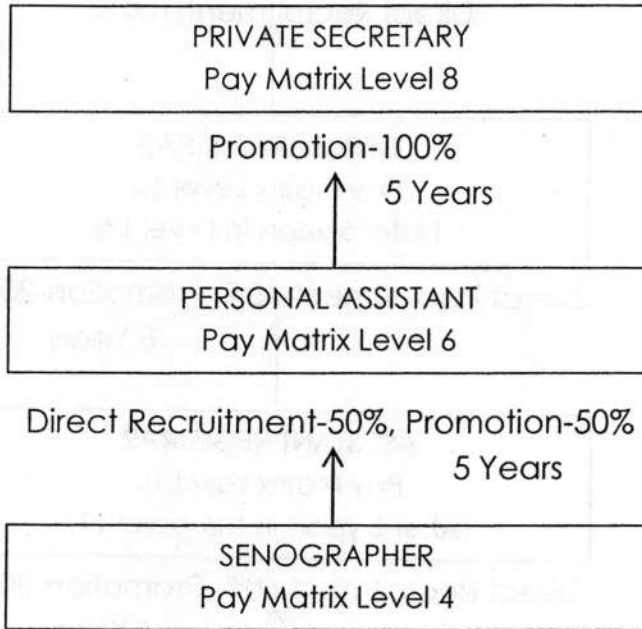 PRIVATE SECRETARY
Pay Matrix Level 8
Promotion-100%
5 Years
PERSONAL ASSISTANT
Pay Matrix Level 6
Direct Recruitment-50%, Promotion-50%
5 Years
SENOGRAPHER
Pay Matrix Level 4